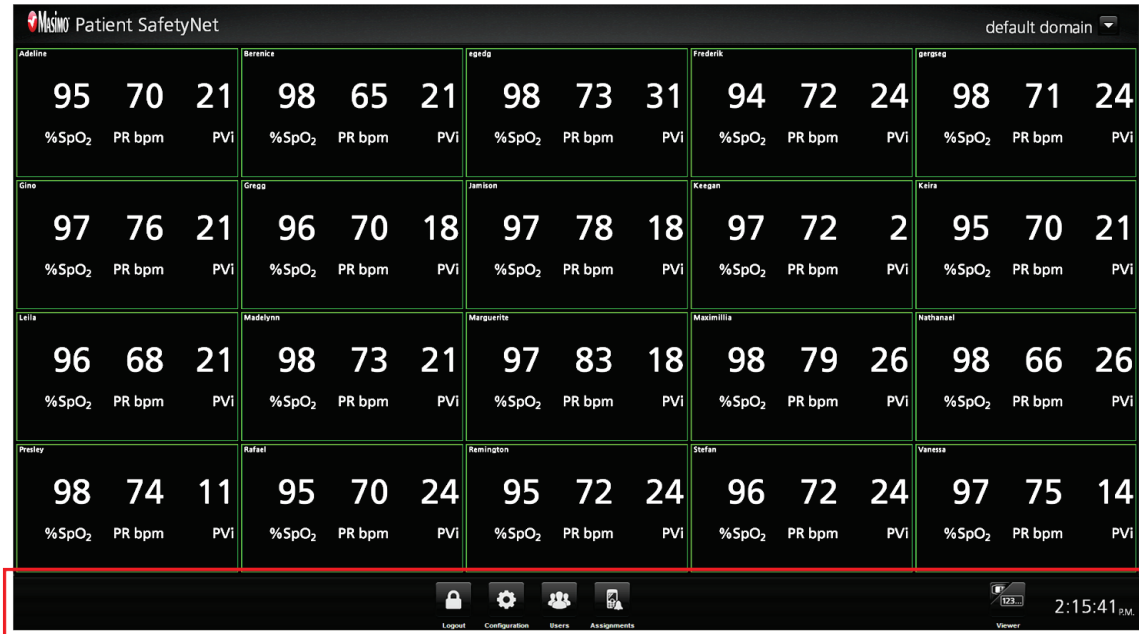 Masimo Patient SafetyNet default domain
Adeline Berenice egedg Frederik gergseg
95 70 21 98 65 21 98 73 31 94 72 24 98 71 24
%SpO₂ PR bpm PVi %SpO₂ PR bpm PVi %SpO₂ PR bpm PVi %SpO₂ PR bpm PVi %SpO₂ PR bpm PVi
Gino Gregg Jamison Keegan Keira
97 76 21 96 70 18 97 78 18 97 72 2 95 70 21
%SpO₂ PR bpm PVi %SpO₂ PR bpm PVi %SpO₂ PR bpm PVi %SpO₂ PR bpm PVi %SpO₂ PR bpm PVi
Leila Madelynn Marguerite Maximillia Nathanael
96 68 21 98 73 21 97 83 18 98 79 26 98 66 26
%SpO₂ PR bpm PVi %SpO₂ PR bpm PVi %SpO₂ PR bpm PVi %SpO₂ PR bpm PVi %SpO₂ PR bpm PVi
Presley Rafael Remington Stefan Vanessa
98 74 11 95 70 24 95 72 24 96 72 24 97 75 14
%SpO₂ PR bpm PVi %SpO₂ PR bpm PVi %SpO₂ PR bpm PVi %SpO₂ PR bpm PVi %SpO₂ PR bpm PVi
123... 2:15:41 P.M.
Logout Configuration Users Assignments Viewer